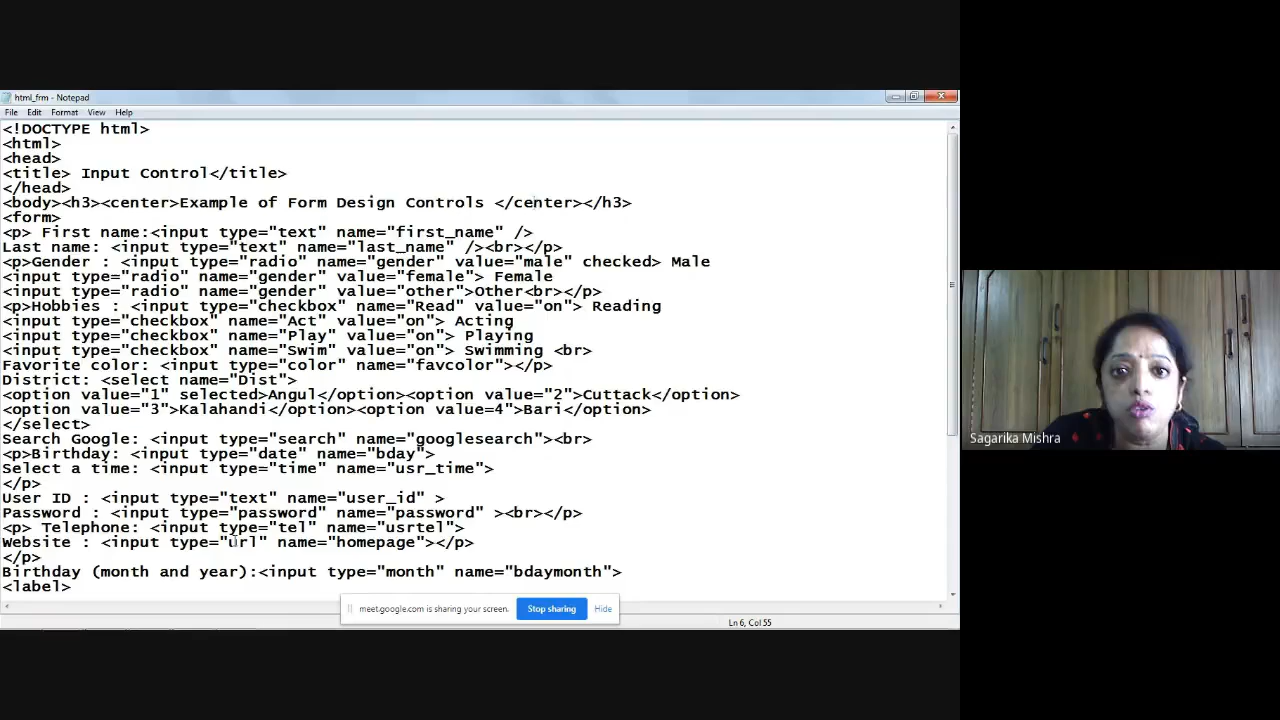 html_frm - Notepad
File Edit Format View Help
<!DOCTYPE html>
<html>
<head>
<title> Input Control</title>
</head>
<body><h3><center>Example of Form Design Controls </center></h3>
<form>
<p> First name:<input type="text" name="first_name" />
Last name: <input type="text" name="last_name" /><br></p>
<p>Gender : <input type="radio" name="gender" value="male" checked> Male
<input type="radio" name="gender" value="female"> Female
<input type="radio" name="gender" value="other">Other<br></p>
<p>Hobbies : <input type="checkbox" name="Read" value="on"> Reading
<input type="checkbox" name="Act" value="on"> Acting
<input type="checkbox" name="Play" value="on"> Playing
<input type="checkbox" name="Swim" value="on"> Swimming <br>
Favorite color: <input type="color" name="favcolor"></p>
District: <select name="Dist">
<option value="1" selected>Angul</option><option value="2">Cuttack</option>
<option value="3">Kalahandi</option><option value=4">Bari</option>
</select>
Search Google: <input type="search" name="googlesearch"><br>
<p>Birthday: <input type="date" name="bday">
Select a time: <input type="time" name="usr_time">
</p>
User ID : <input type="text" name="user_id" >
Password : <input type="password" name="password" ><br></p>
<p> Telephone: <input type="tel" name="usrtel">
Website : <input type="url" name="homepage"></p>
</p>
Birthday (month and year):<input type="month" name="bdaymonth">
<label>
meet.google.com is sharing your screen. Stop sharing Hide
Ln 6, Col 55
Sagarika Mishra